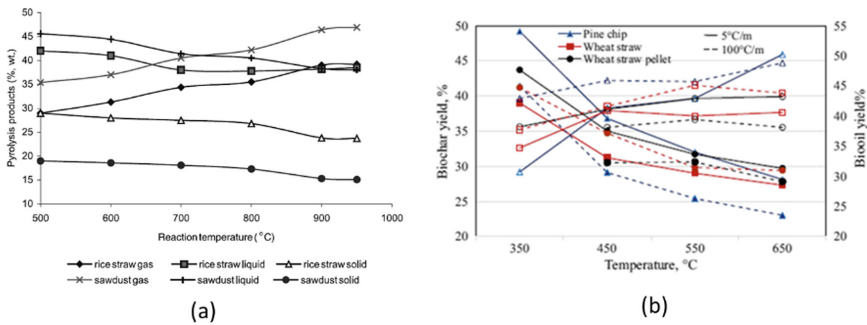 50
45
40
35
30
25
20
15
10
500
600
700
800
900
1000
Pyrolysis products (%, wt.)
Reaction temperature (°C)
rice straw gas
rice straw liquid
rice straw solid
sawdust gas
sawdust liquid
sawdust solid
(a)
50
45
40
35
30
25
20
Biochar yield, %
Pine chip
Wheat straw
Wheat straw pellet
5°C/m
100°C/m
55
50
45
40
35
30
25
20
Biooil yield%
350
450
550
650
Temperature, °C
(b)